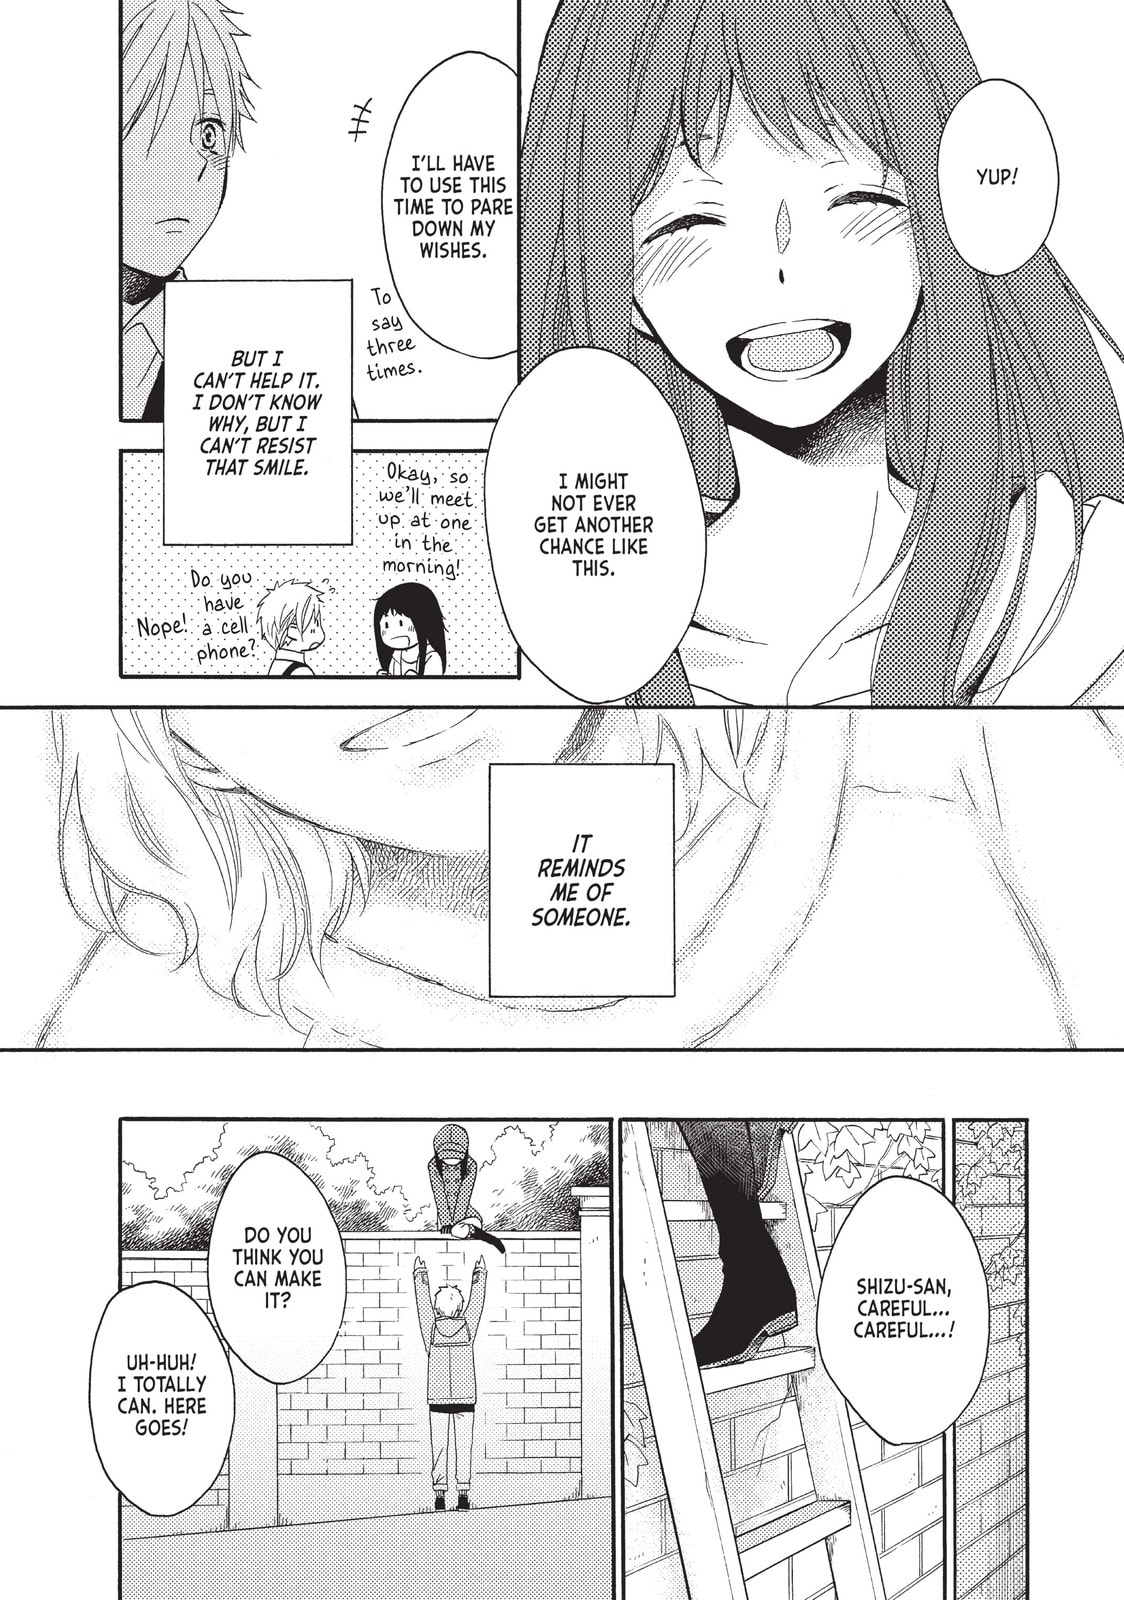 YUP!
I MIGHT
NOT EVER
GET ANOTHER
CHANCE LIKE
THIS.
I'LL HAVE
TO USE THIS
TIME TO PARE
DOWN MY
WISHES.
To
say
three
times.
BUT I
CAN'T HELP IT.
I DON'T KNOW
WHY, BUT I
CAN'T RESIST
THAT SMILE.
Okay, so
we'll meet
up at one
in the
morning!
Do you
have
a cell
phone?
Nope!
IT
REMINDS
ME OF
SOMEONE.
SHIZU-SAN,
CAREFUL...
CAREFUL...!
DO YOU
THINK YOU
CAN MAKE
IT?
UH-HUH!
I TOTALLY
CAN. HERE
GOES!